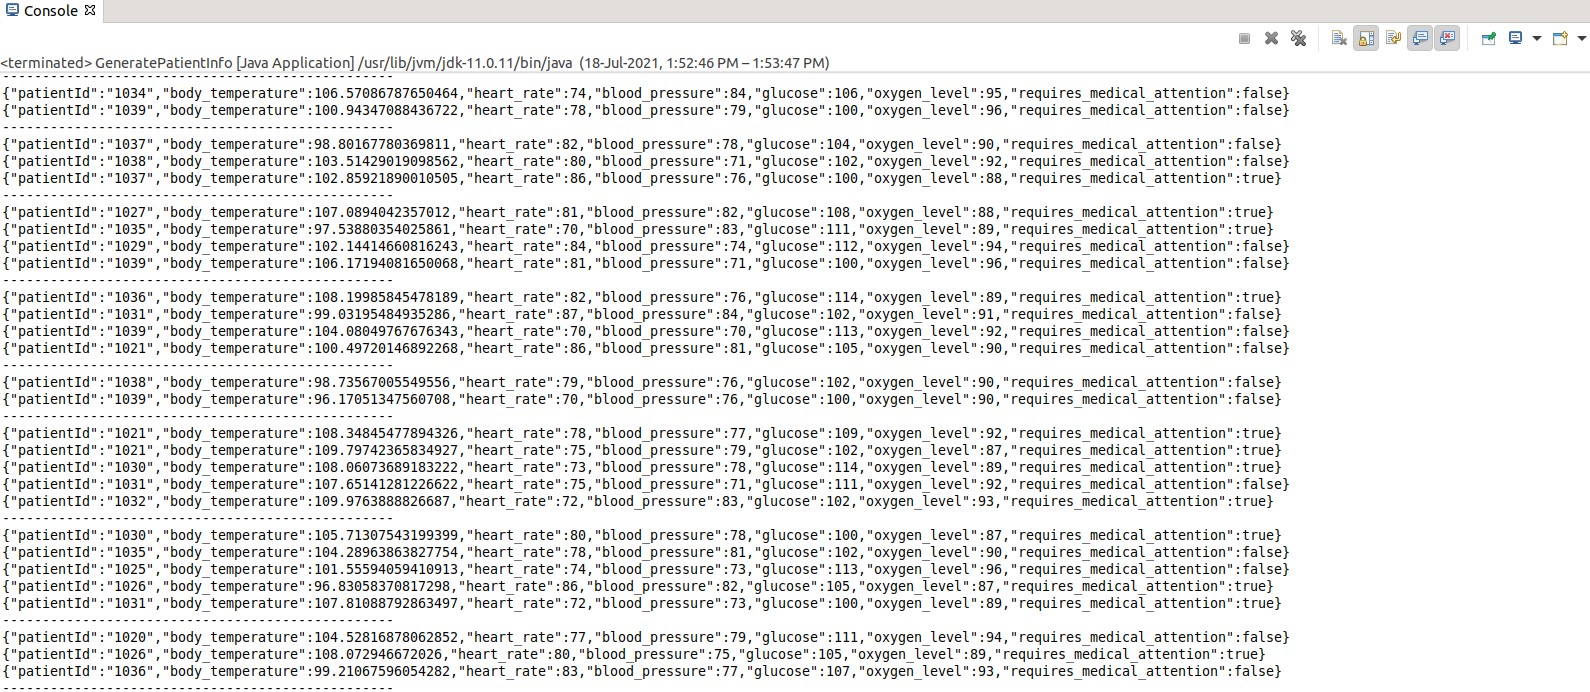 Console
<terminated> GeneratePatientInfo [Java Application] /usr/lib/jvm/jdk-11.0.11/bin/java (18-Jul-2021, 1:52:46 PM – 1:53:47 PM)
------------------------------------------------
{"patientId":"1034","body_temperature":106.57086787650464,"heart_rate":74,"blood_pressure":84,"glucose":106,"oxygen_level":95,"requires_medical_attention":false}
{"patientId":"1039","body_temperature":100.94347088436722,"heart_rate":78,"blood_pressure":79,"glucose":100,"oxygen_level":96,"requires_medical_attention":false}
------------------------------------------------
{"patientId":"1037","body_temperature":98.80167780369811,"heart_rate":82,"blood_pressure":78,"glucose":104,"oxygen_level":90,"requires_medical_attention":false}
{"patientId":"1038","body_temperature":103.51429019098562,"heart_rate":80,"blood_pressure":71,"glucose":102,"oxygen_level":92,"requires_medical_attention":false}
{"patientId":"1037","body_temperature":102.85921890010505,"heart_rate":86,"blood_pressure":76,"glucose":100,"oxygen_level":88,"requires_medical_attention":true}
------------------------------------------------
{"patientId":"1027","body_temperature":107.0894042357012,"heart_rate":81,"blood_pressure":82,"glucose":108,"oxygen_level":88,"requires_medical_attention":true}
{"patientId":"1035","body_temperature":97.53880354025861,"heart_rate":70,"blood_pressure":83,"glucose":111,"oxygen_level":89,"requires_medical_attention":true}
{"patientId":"1029","body_temperature":102.14414660816243,"heart_rate":84,"blood_pressure":74,"glucose":112,"oxygen_level":94,"requires_medical_attention":false}
{"patientId":"1039","body_temperature":106.17194081650068,"heart_rate":81,"blood_pressure":71,"glucose":100,"oxygen_level":96,"requires_medical_attention":false}
------------------------------------------------
{"patientId":"1036","body_temperature":108.19985845478189,"heart_rate":82,"blood_pressure":76,"glucose":114,"oxygen_level":89,"requires_medical_attention":true}
{"patientId":"1031","body_temperature":99.03195484935286,"heart_rate":87,"blood_pressure":84,"glucose":102,"oxygen_level":91,"requires_medical_attention":false}
{"patientId":"1039","body_temperature":104.08049767676343,"heart_rate":70,"blood_pressure":70,"glucose":113,"oxygen_level":92,"requires_medical_attention":false}
{"patientId":"1021","body_temperature":100.49720146892268,"heart_rate":86,"blood_pressure":81,"glucose":105,"oxygen_level":90,"requires_medical_attention":false}
------------------------------------------------
{"patientId":"1038","body_temperature":98.73567005549556,"heart_rate":79,"blood_pressure":76,"glucose":102,"oxygen_level":90,"requires_medical_attention":false}
{"patientId":"1039","body_temperature":96.17051347560708,"heart_rate":70,"blood_pressure":76,"glucose":100,"oxygen_level":90,"requires_medical_attention":false}
------------------------------------------------
{"patientId":"1021","body_temperature":108.34845477894326,"heart_rate":78,"blood_pressure":77,"glucose":109,"oxygen_level":92,"requires_medical_attention":true}
{"patientId":"1021","body_temperature":109.79742365834927,"heart_rate":75,"blood_pressure":79,"glucose":102,"oxygen_level":87,"requires_medical_attention":true}
{"patientId":"1030","body_temperature":108.06073689183222,"heart_rate":73,"blood_pressure":78,"glucose":114,"oxygen_level":89,"requires_medical_attention":true}
{"patientId":"1031","body_temperature":107.65141281226622,"heart_rate":75,"blood_pressure":71,"glucose":111,"oxygen_level":92,"requires_medical_attention":false}
{"patientId":"1032","body_temperature":109.9763888826687,"heart_rate":72,"blood_pressure":83,"glucose":102,"oxygen_level":93,"requires_medical_attention":true}
------------------------------------------------
{"patientId":"1030","body_temperature":105.71307543199399,"heart_rate":80,"blood_pressure":78,"glucose":100,"oxygen_level":87,"requires_medical_attention":true}
{"patientId":"1035","body_temperature":104.28963863827754,"heart_rate":78,"blood_pressure":81,"glucose":102,"oxygen_level":90,"requires_medical_attention":false}
{"patientId":"1025","body_temperature":101.55594059410913,"heart_rate":74,"blood_pressure":73,"glucose":113,"oxygen_level":96,"requires_medical_attention":false}
{"patientId":"1026","body_temperature":96.83058370817298,"heart_rate":86,"blood_pressure":82,"glucose":105,"oxygen_level":87,"requires_medical_attention":true}
{"patientId":"1031","body_temperature":107.81088792863497,"heart_rate":72,"blood_pressure":73,"glucose":100,"oxygen_level":89,"requires_medical_attention":true}
------------------------------------------------
{"patientId":"1020","body_temperature":104.52816878062852,"heart_rate":77,"blood_pressure":79,"glucose":111,"oxygen_level":94,"requires_medical_attention":false}
{"patientId":"1026","body_temperature":108.072946672026,"heart_rate":80,"blood_pressure":75,"glucose":105,"oxygen_level":89,"requires_medical_attention":true}
{"patientId":"1036","body_temperature":99.21067596054282,"heart_rate":83,"blood_pressure":77,"glucose":107,"oxygen_level":93,"requires_medical_attention":false}
------------------------------------------------